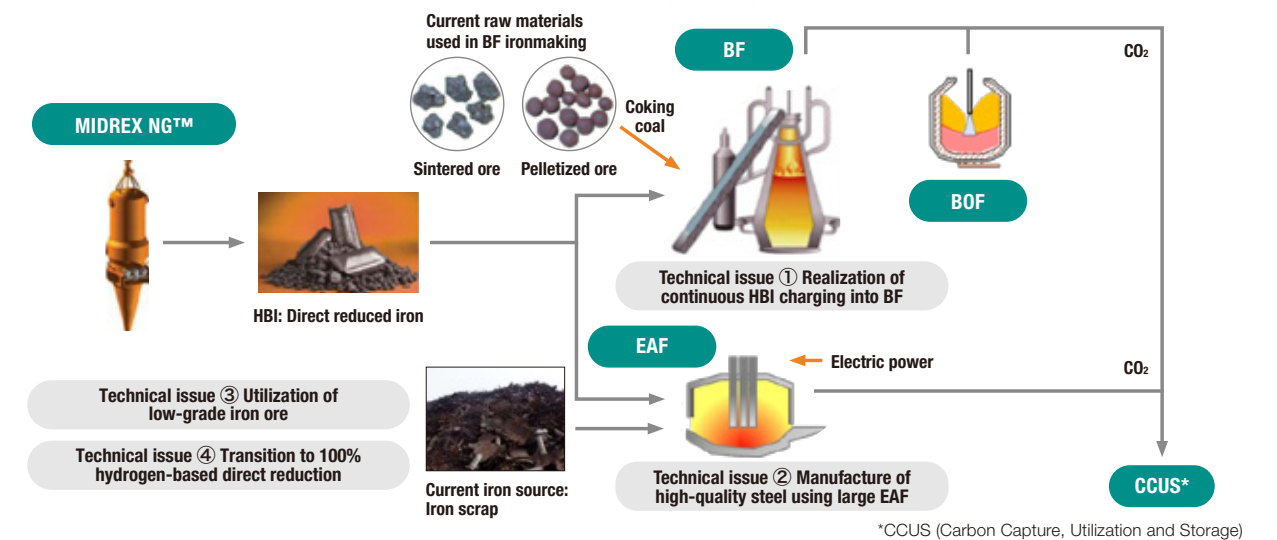 Current raw materials
used in BF ironmaking
BF
CO₂
MIDREX NG™
Coking
coal
Sintered ore
Pelletized ore
BOF
Technical issue ① Realization of
continuous HBI charging into BF
HBI: Direct reduced iron
EAF
Electric power
CO₂
Technical issue ③ Utilization of
low-grade iron ore
Technical issue ④ Transition to 100%
hydrogen-based direct reduction
Current iron source:
Iron scrap
Technical issue ② Manufacture of
high-quality steel using large EAF
CCUS*
*CCUS (Carbon Capture, Utilization and Storage)